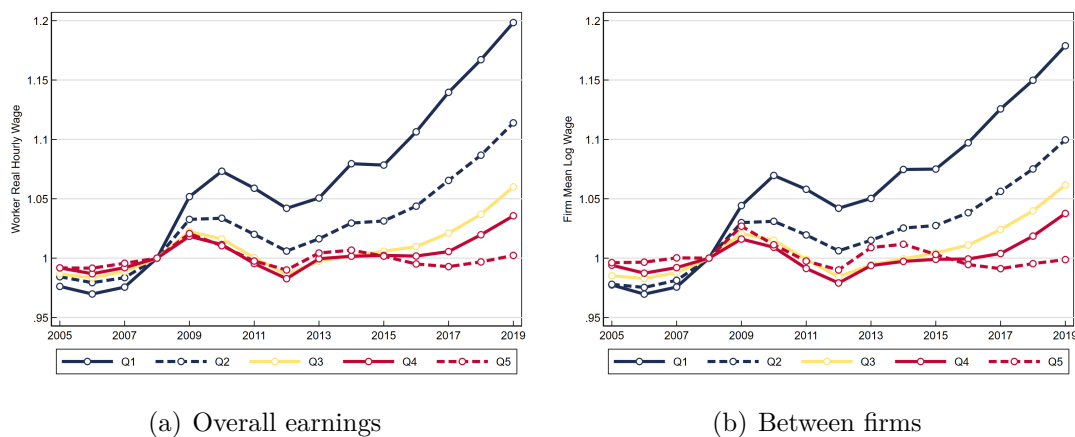 Worker Real Hourly Wage
1.2
1.15
1.1
1.05
1
.95
2005 2007 2009 2011 2013 2015 2017 2019
Q1 Q2 Q3 Q4 Q5
(a) Overall earnings
Firm Mean Log Wage
1.2
1.15
1.1
1.05
1
.95
2005 2007 2009 2011 2013 2015 2017 2019
Q1 Q2 Q3 Q4 Q5
(b) Between firms